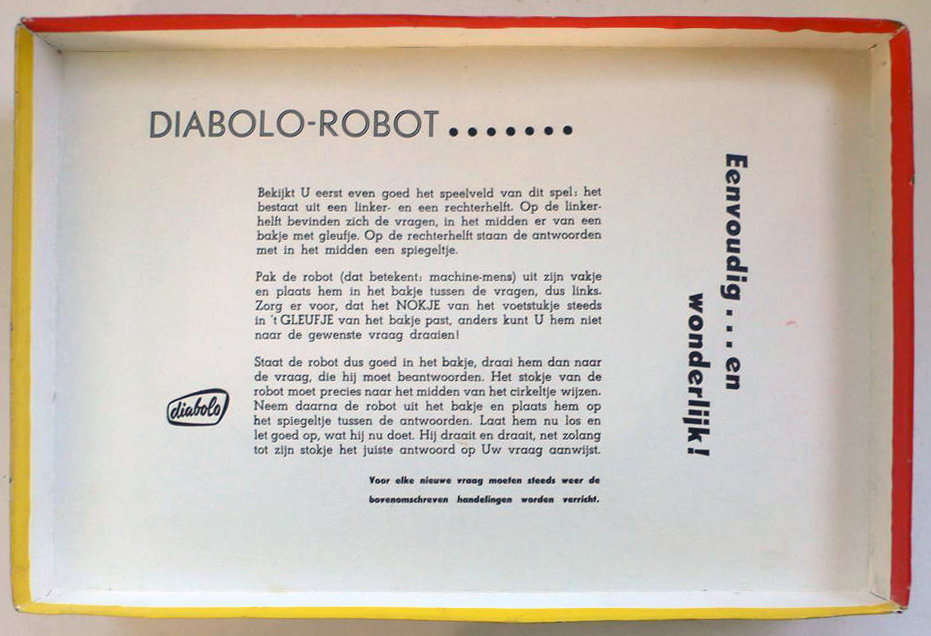 DIABOLO-ROBOT.......
Bekijkt U eerst even goed het speelveld van dit spel: het
bestaat uit een linker- en een rechterhelft. Op de linker-
helft bevinden zich de vragen, in het midden er van een
bakje met gleufje. Op de rechterhelft staan de antwoorden
met in het midden een spiegeltje.
Pak de robot (dat betekent: machine-mens) uit zijn vakje
en plaats hem in het bakje tussen de vragen, dus links.
Zorg er voor, dat het NOKJE van het voetstukje steeds
in 't GLEUFJE van het bakje past, anders kunt U hem niet
naar de gewenste vraag draaien!
Staat de robot dus goed in het bakje, draai hem dan naar
de vraag, die hij moet beantwoorden. Het stokje van de
robot moet precies naar het midden van het cirkeltje wijzen.
Neem daarna de robot uit het bakje en plaats hem op
het spiegeltje tussen de antwoorden. Laat hem nu los en
let goed op, wat hij nu doet. Hij draait en draait, net zolang
tot zijn stokje het juiste antwoord op Uw vraag aanwijst.
Voor elke nieuwe vraag moeten steeds weer de
bovenomschreven handelingen worden verricht.
diabolo
Eenvoudig...en
wonderlijk!